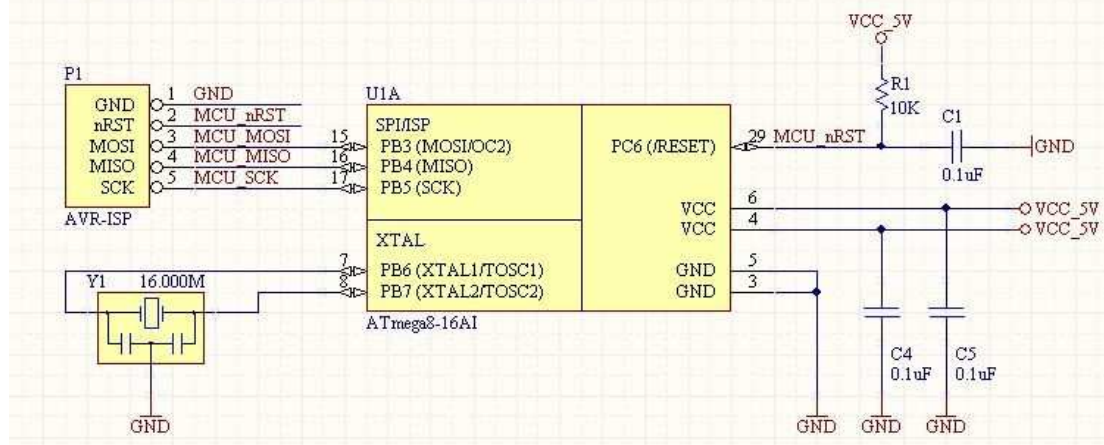 VCC_5V
P1
GND
nRST
MOSI
MISO
SCK
AVR-ISP
1 GND
2 MCU_nRST
3 MCU_MOSI
4 MCU_MISO
5 MCU_SCK
15
16
17
U1A
SPI/ISP
PB3 (MOSI/OC2)
PB4 (MISO)
PB5 (SCK)
XTAL
PB6 (XTAL1/TOSC1)
PB7 (XTAL2/TOSC2)
ATmega8-16AI
7
8
Y1 16.000M
GND
PC6 (/RESET)
VCC
VCC
GND
GND
29 MCU_nRST
6
4
5
3
R1
10K
C1
0.1uF
GND
VCC_5V
VCC_5V
C4
0.1uF
C5
0.1uF
GND
GND
GND